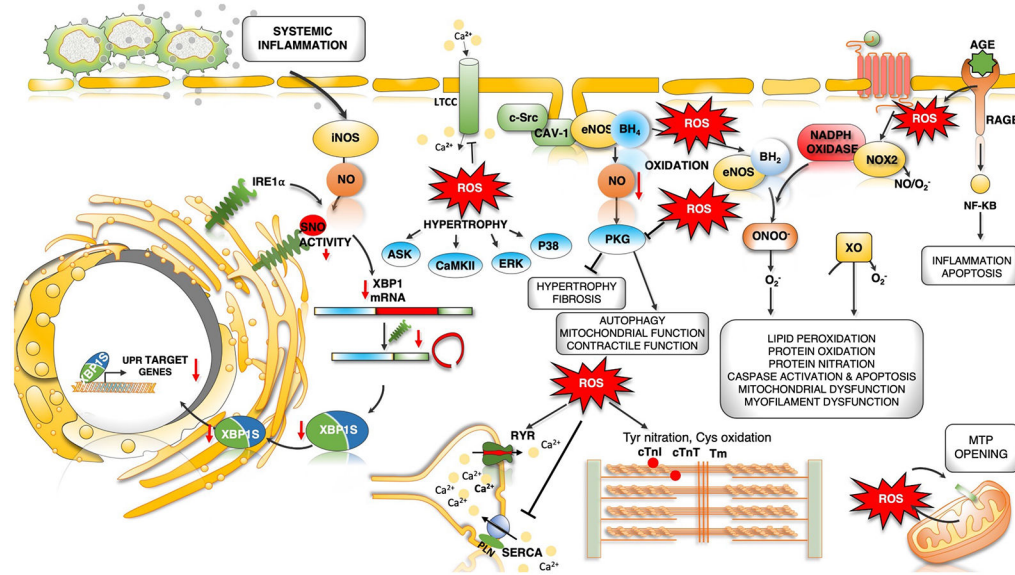 SYSTEMIC
INFLAMMATION
iNOS
NO
IRE1α
SNO
ACTIVITY
XBP1
mRNA
XBP1S
XBP1S
XBP1S
UPR TARGET
GENES
Ca²⁺
LTCC
Ca²⁺
ROS
HYPERTROPHY
ASK
CaMKII
ERK
P38
c-Src
CAV-1
eNOS
BH₄
ROS
OXIDATION
NO
ROS
PKG
HYPERTROPHY
FIBROSIS
AUTOPHAGY
MITOCHONDRIAL FUNCTION
CONTRACTILE FUNCTION
eNOS
BH₂
NADPH
OXIDASE
NOX2
ROS
NO/O₂⁻
ONOO⁻
O₂⁻
XO
O₂⁻
LIPID PEROXIDATION
PROTEIN OXIDATION
PROTEIN NITRATION
CASPASE ACTIVATION & APOPTOSIS
MITOCHONDRIAL DYSFUNCTION
MYOFILAMENT DYSFUNCTION
AGE
RAGE
NF-KB
INFLAMMATION
APOPTOSIS
ROS
RYR
Ca²⁺
Ca²⁺
Ca²⁺
Ca²⁺
Ca²⁺
PLN
SERCA
Ca²⁺
Ca²⁺
Tyr nitration, Cys oxidation
cTnI cTnT Tm
MTP
OPENING
ROS